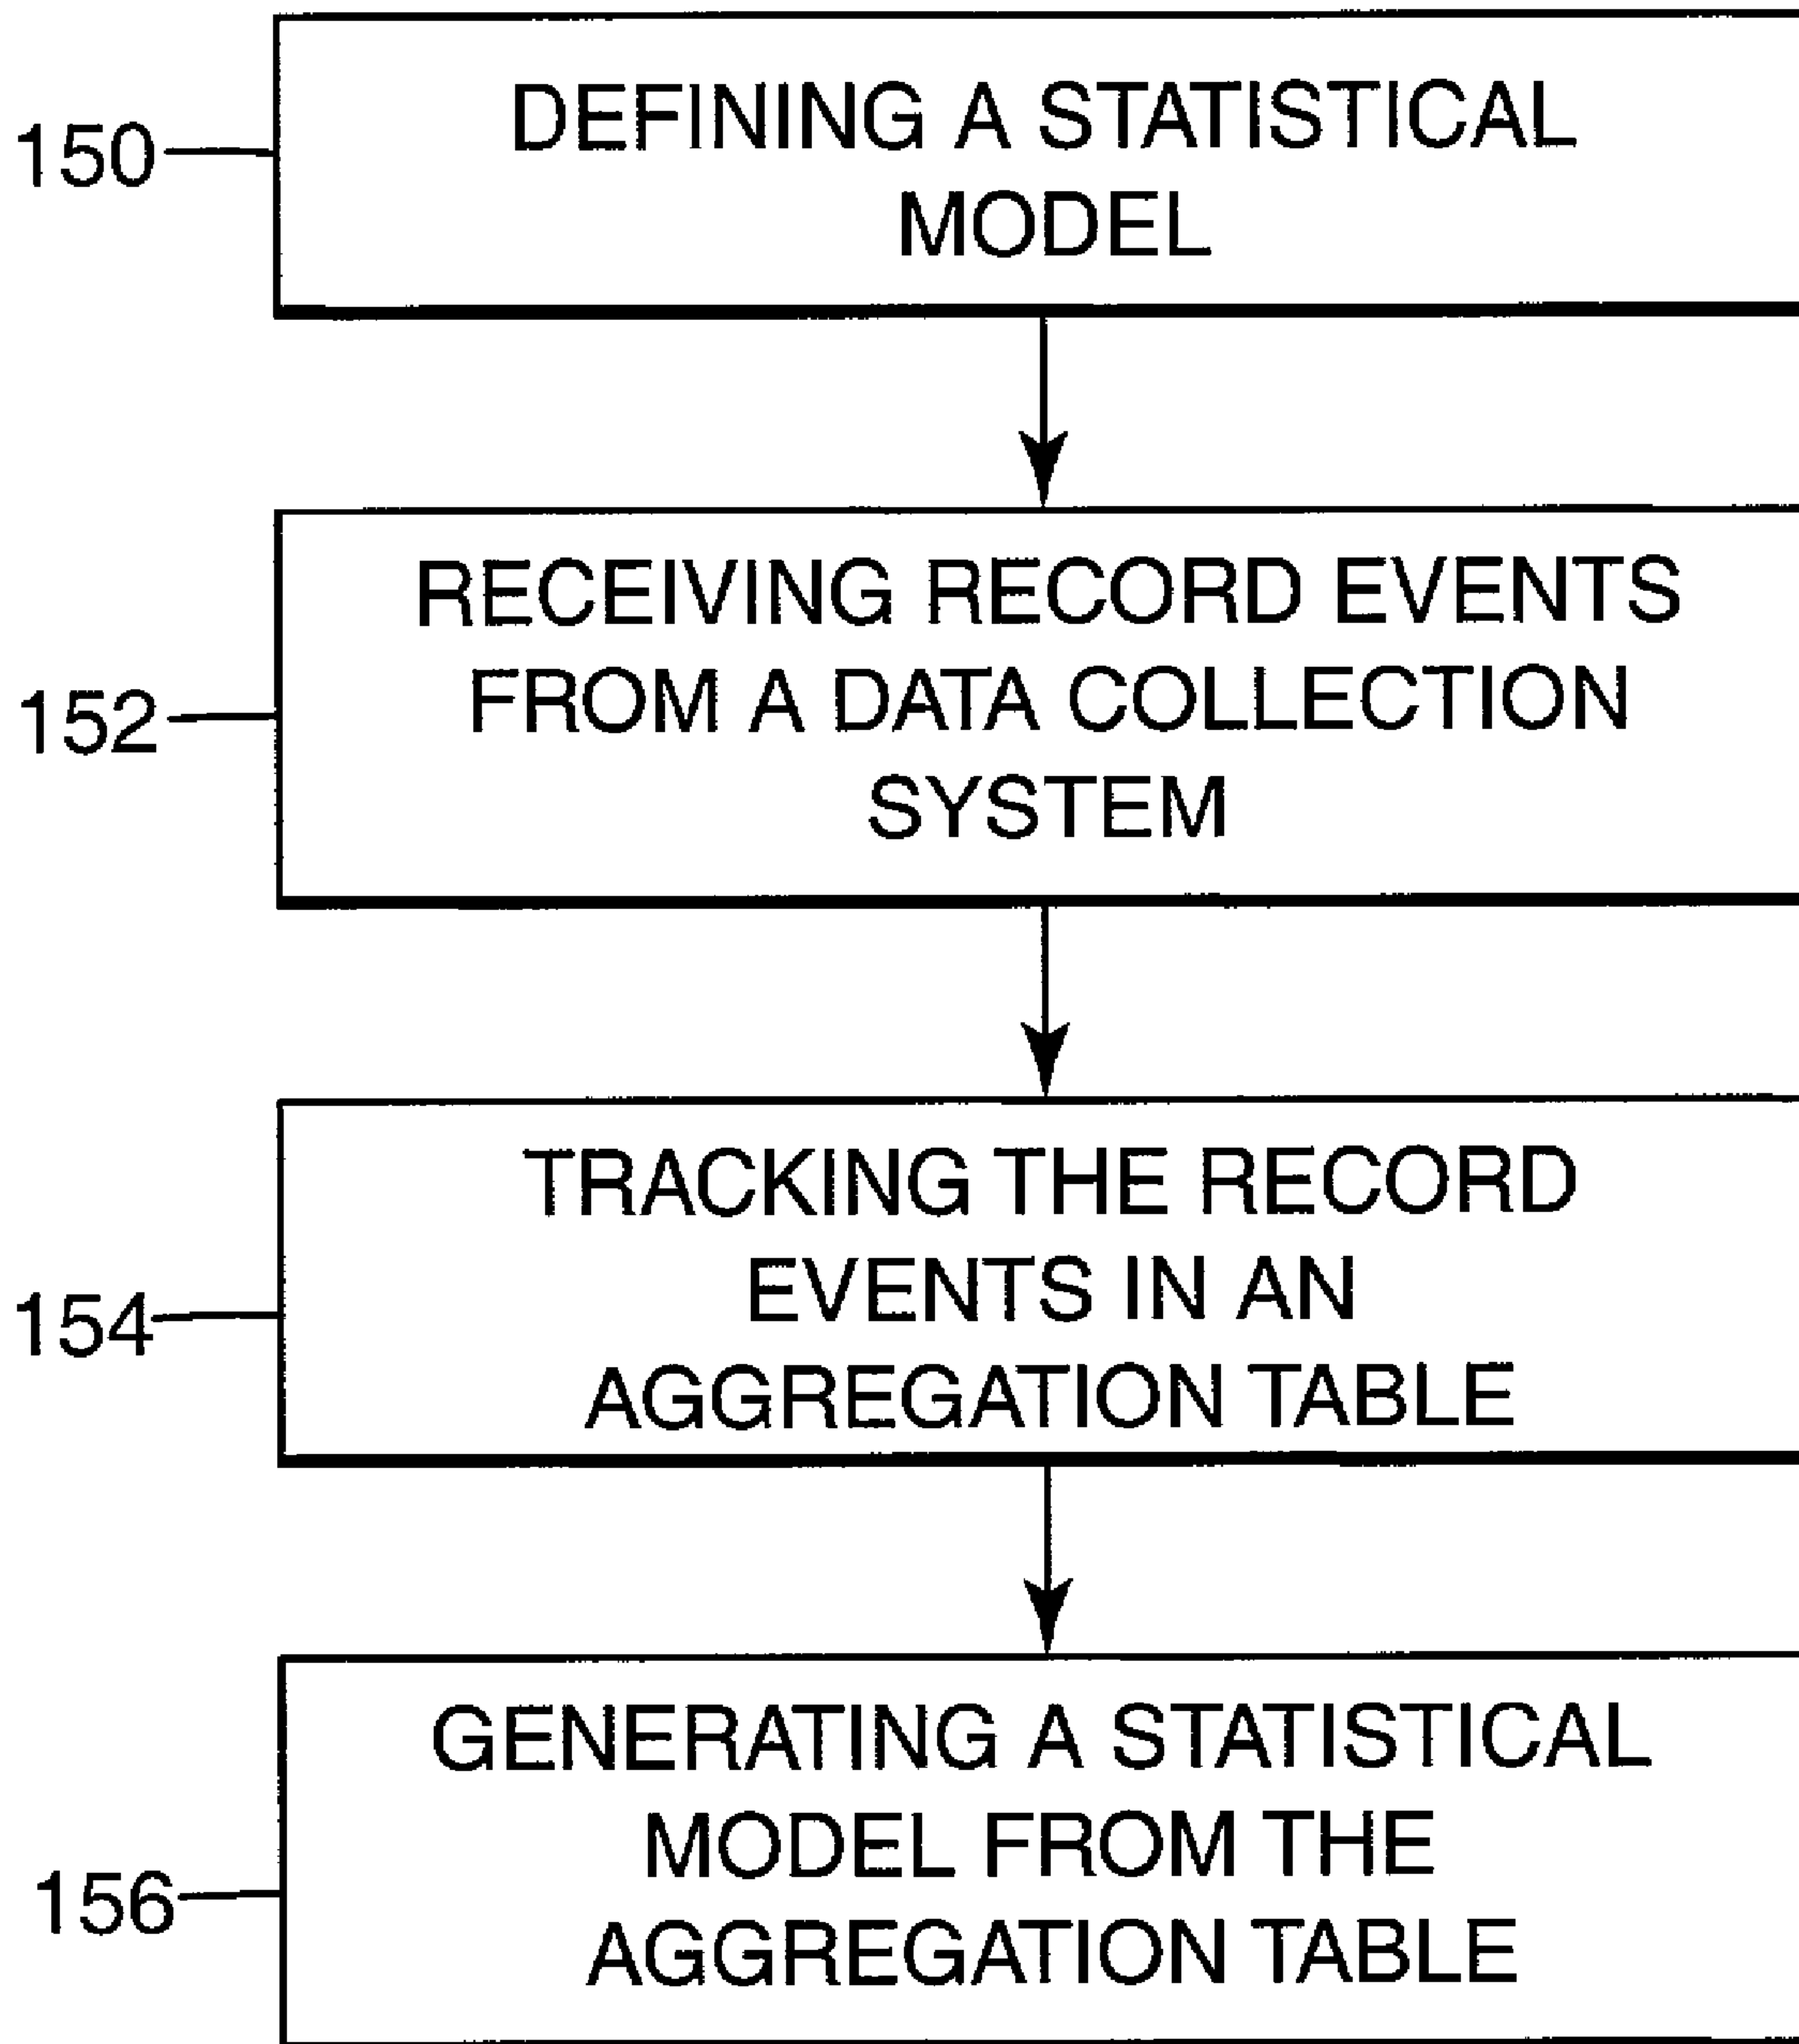 150
DEFINING A STATISTICAL
MODEL
152
RECEIVING RECORD EVENTS
FROM A DATA COLLECTION
SYSTEM
154
TRACKING THE RECORD
EVENTS IN AN
AGGREGATION TABLE
156
GENERATING A STATISTICAL
MODEL FROM THE
AGGREGATION TABLE